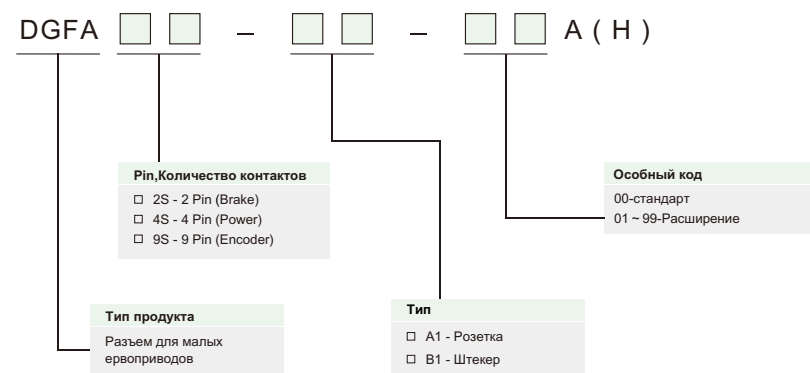 DGFA □ □ – □ □ – □ □ A ( H )
Pin,Количество контактов
□ 2S - 2 Pin (Brake)
□ 4S - 4 Pin (Power)
□ 9S - 9 Pin (Encoder)
Особный код
00-стандарт
01 ~ 99-Расширение
Тип продукта
Разъем для малых
ервоприводов
Тип
□ A1 - Розетка
□ B1 - Штекер